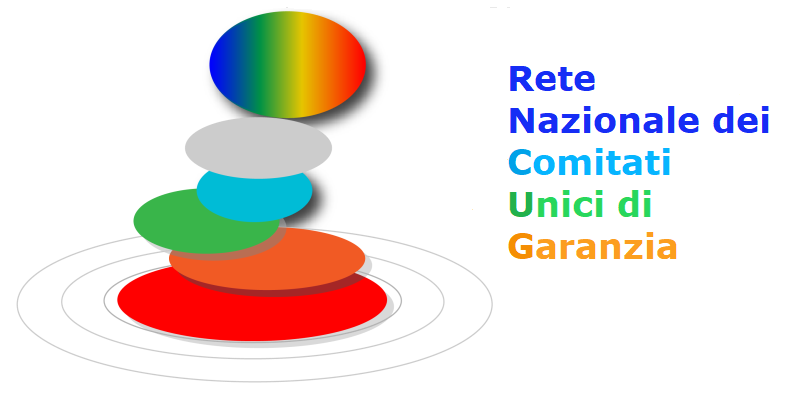 Rete
Nazionale dei
Comitati
Unici di
Garanzia